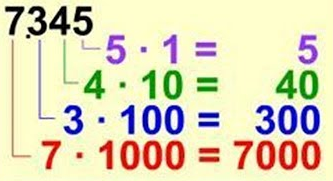 7345
5 · 1 = 5
4 · 10 = 40
3 · 100 = 300
7 · 1000 = 7000